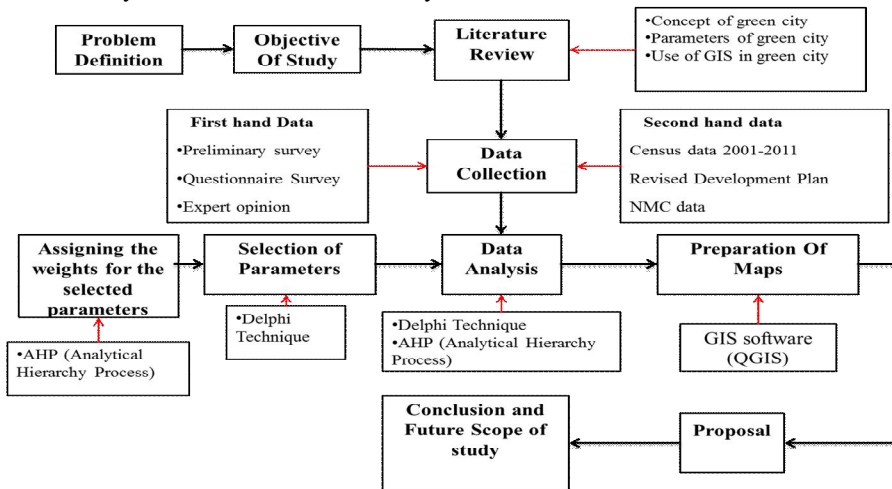 Problem
Definition
Objective
Of Study
Literature
Review
•Concept of green city
•Parameters of green city
•Use of GIS in green city
First hand Data
•Preliminary survey
•Questionnaire Survey
•Expert opinion
Data
Collection
Second hand data
Census data 2001-2011
Revised Development Plan
NMC data
Assigning the
weights for the
selected
parameters
Selection of
Parameters
Data
Analysis
Preparation Of
Maps
•AHP (Analytical
Hierarchy Process)
•Delphi
Technique
•Delphi Technique
•AHP (Analytical Hierarchy
Process)
GIS software
(QGIS)
Conclusion and
Future Scope of
study
Proposal